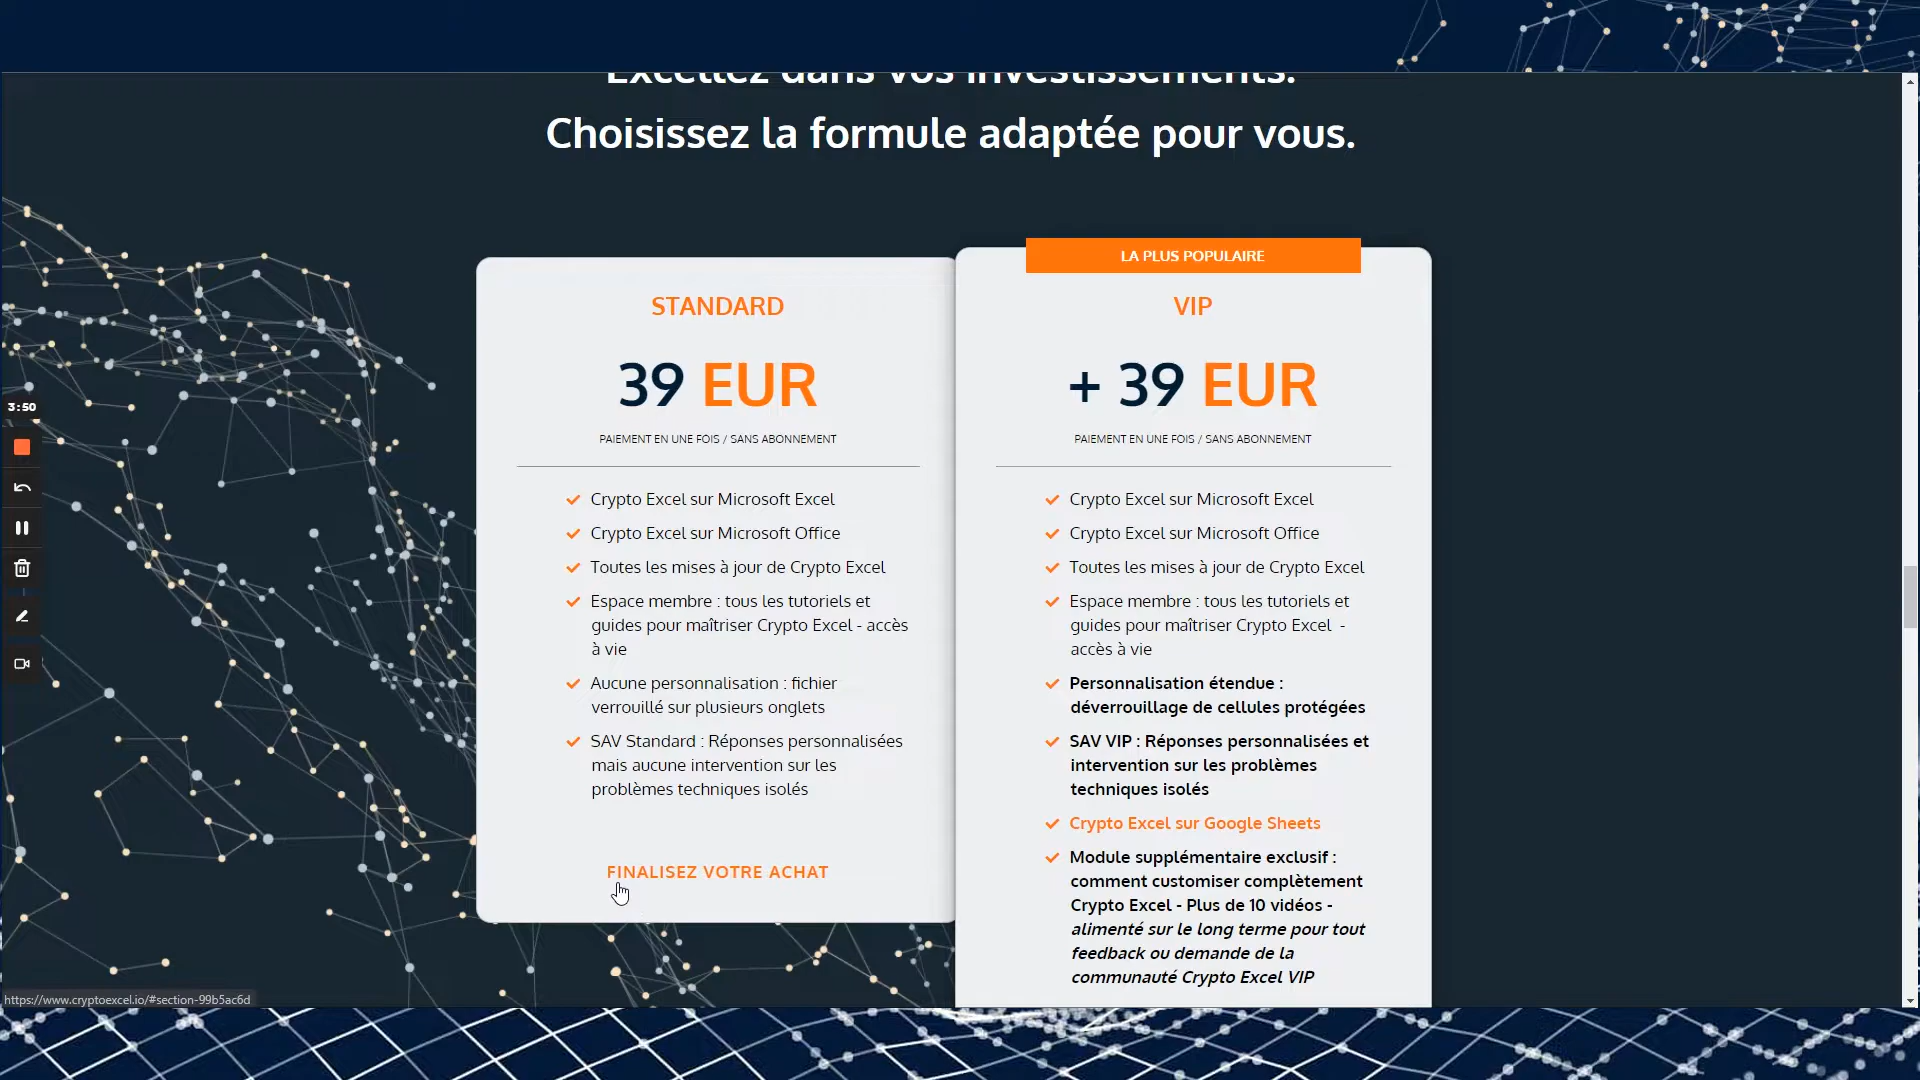 Excellez dans vos investissements.
Choisissez la formule adaptée pour vous.
STANDARD
39 EUR
PAIEMENT EN UNE FOIS / SANS ABONNEMENT
Crypto Excel sur Microsoft Excel
Crypto Excel sur Microsoft Office
Toutes les mises à jour de Crypto Excel
Espace membre : tous les tutoriels et
guides pour maîtriser Crypto Excel - accès
à vie
Aucune personnalisation : fichier
verrouillé sur plusieurs onglets
SAV Standard : Réponses personnalisées
mais aucune intervention sur les
problèmes techniques isolés
FINALISEZ VOTRE ACHAT
LA PLUS POPULAIRE
VIP
+ 39 EUR
PAIEMENT EN UNE FOIS / SANS ABONNEMENT
Crypto Excel sur Microsoft Excel
Crypto Excel sur Microsoft Office
Toutes les mises à jour de Crypto Excel
Espace membre : tous les tutoriels et
guides pour maîtriser Crypto Excel -
accès à vie
Personnalisation étendue :
déverrouillage de cellules protégées
SAV VIP : Réponses personnalisées et
intervention sur les problèmes
techniques isolés
Crypto Excel sur Google Sheets
Module supplémentaire exclusif :
comment customiser complètement
Crypto Excel - Plus de 10 vidéos -
alimenté sur le long terme pour tout
feedback ou demande de la
communauté Crypto Excel VIP
3:50
https://www.cryptoexcel.io/#section-99b5ac6d